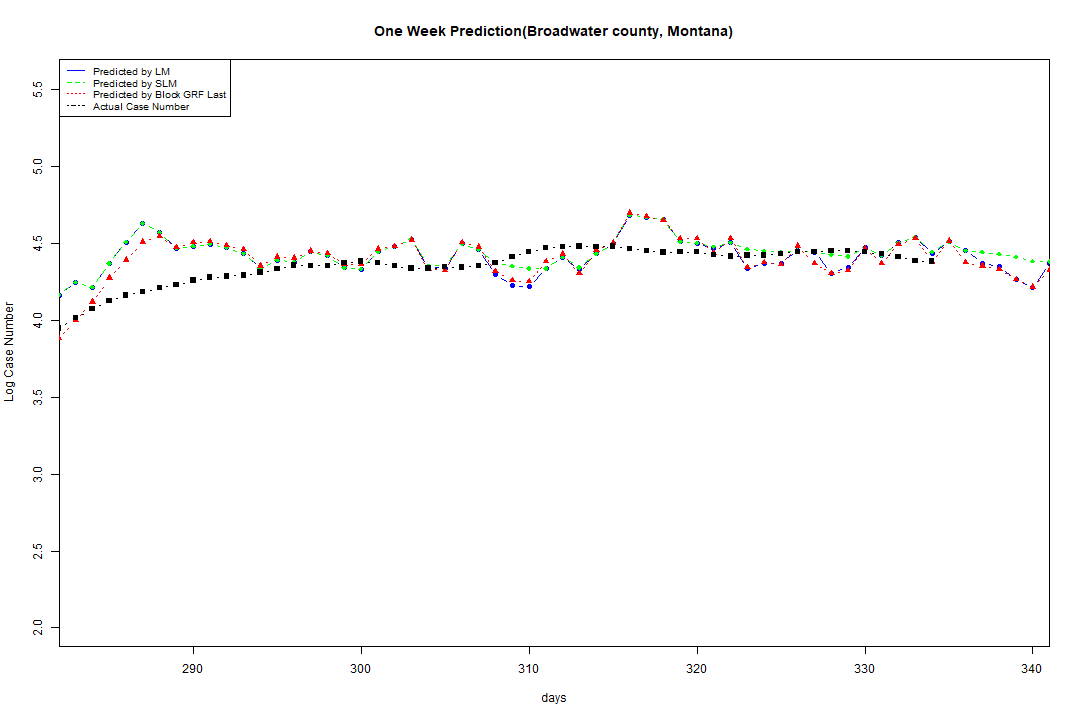 One Week Prediction(Broadwater county, Montana)
Predicted by LM
Predicted by SLM
Predicted by Block GRF Last
Actual Case Number
5.5
5.0
4.5
4.0
3.5
3.0
2.5
2.0
Log Case Number
290 300 310 320 330 340
days